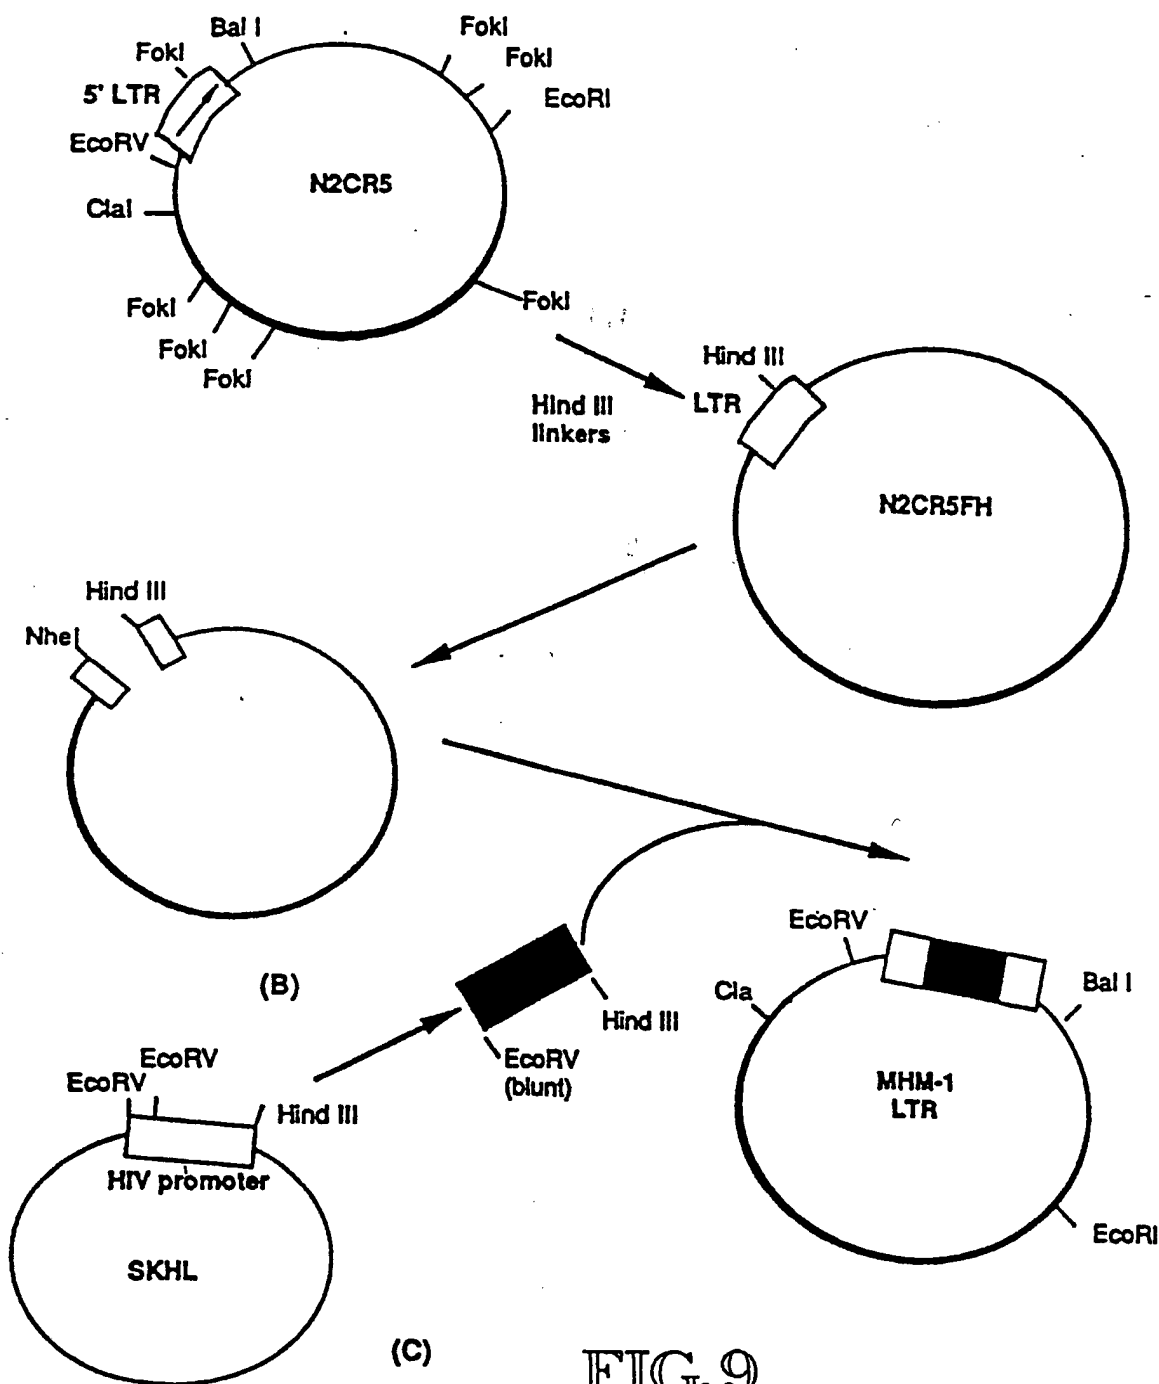 Bal I
FokI
FokI
FokI
5' LTR
EcoRI
EcoRV
N2CR5
ClaI
FokI
FokI
FokI
FokI
Hind III
LTR
Hind III
linkers
N2CR5FH
Hind III
NheI
EcoRV
(B)
Cla
Bal I
Hind III
EcoRV
(blunt)
EcoRV
EcoRV
MHM-1
LTR
Hind III
HIV promoter
EcoRI
SKHL
(C)
FIG. 9